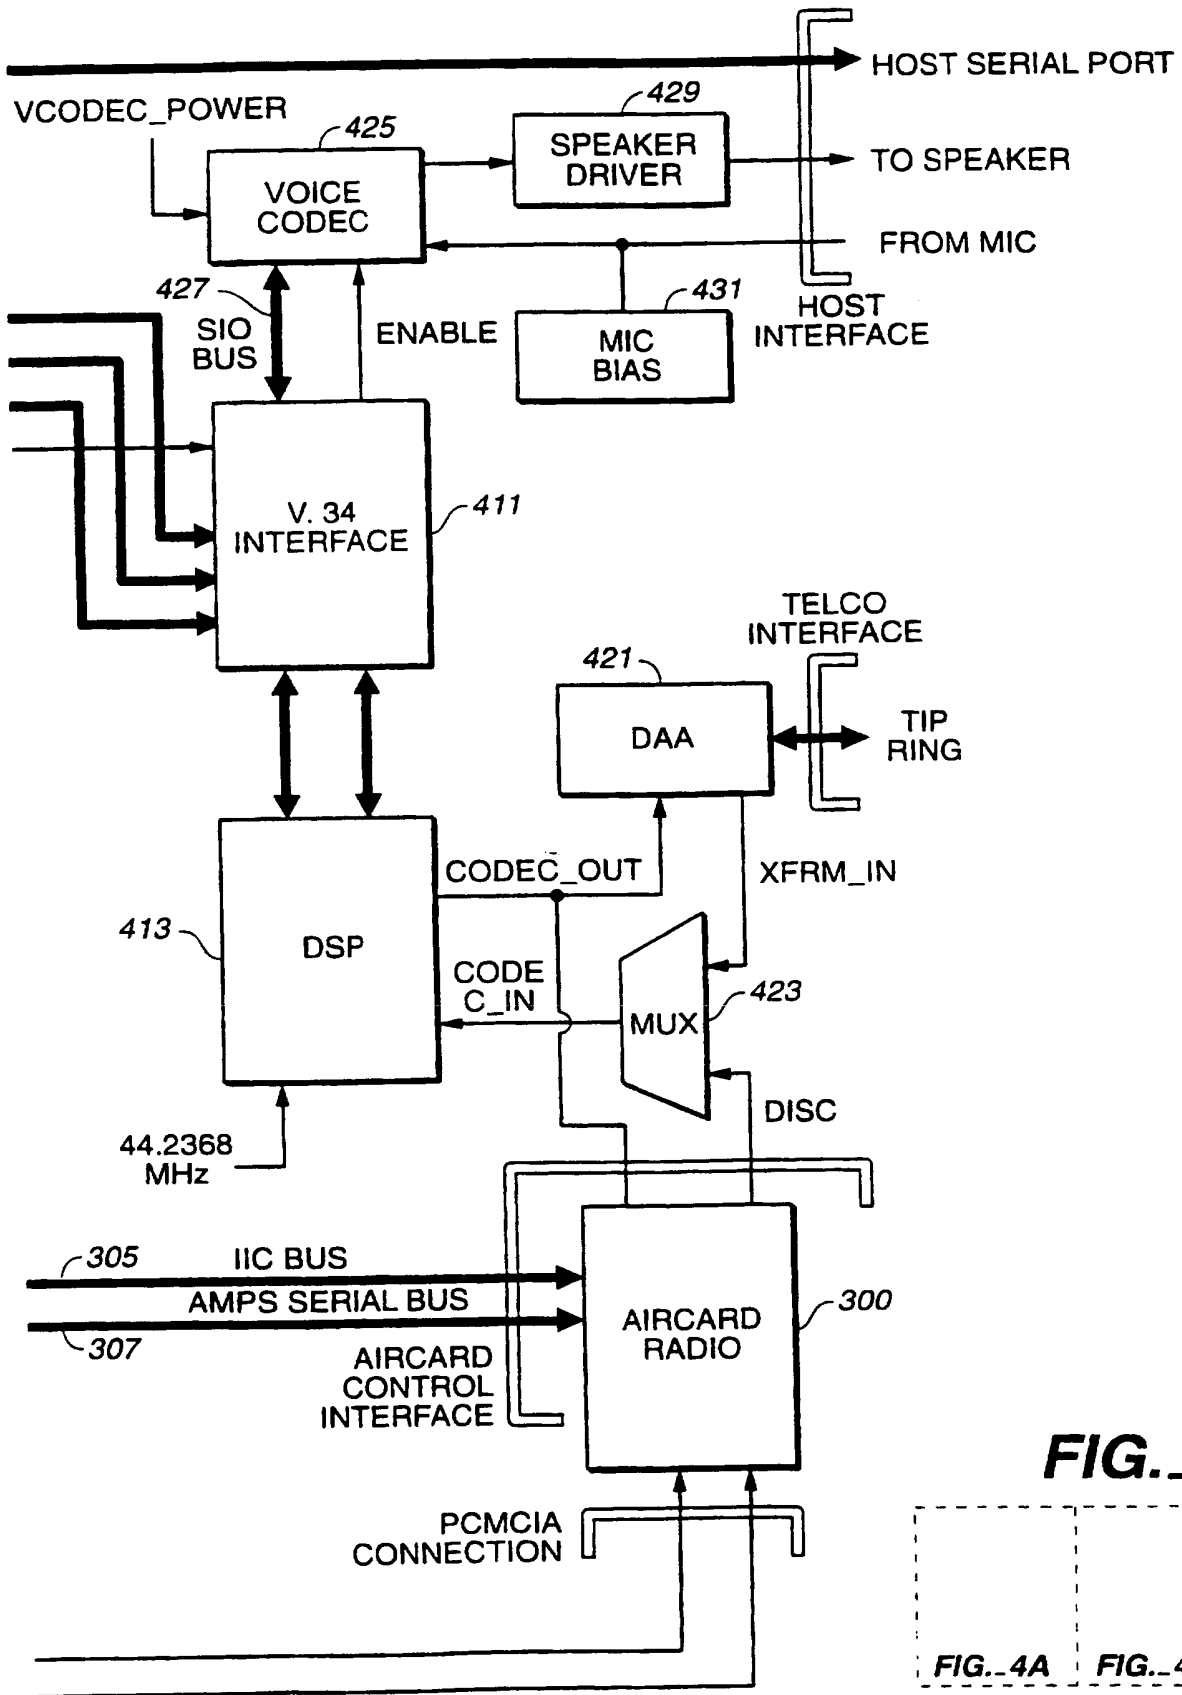 HOST SERIAL PORT
VCODEC_POWER
425
429
SPEAKER
DRIVER
TO SPEAKER
VOICE
CODEC
FROM MIC
427
SIO
BUS
ENABLE
431
MIC
BIAS
HOST
INTERFACE
V. 34
INTERFACE
411
TELCO
INTERFACE
421
DAA
TIP
RING
CODEC_OUT
XFRM_IN
413
DSP
CODE
C_IN
MUX
423
DISC
44.2368
MHz
305
IIC BUS
AMPS SERIAL BUS
307
AIRCARD
RADIO
300
AIRCARD
CONTROL
INTERFACE
FIG._
PCMCIA
CONNECTION
FIG._4A
FIG._4